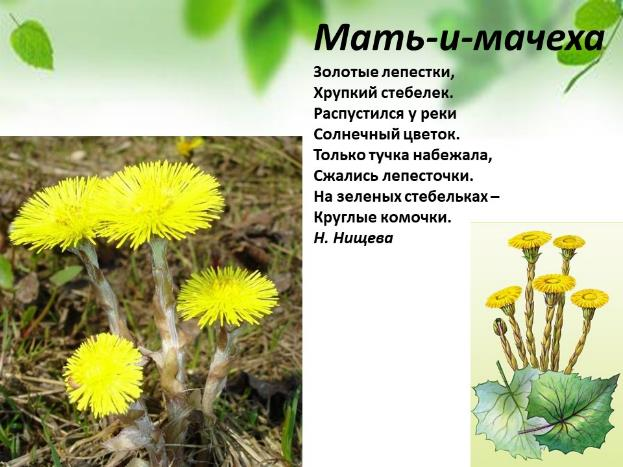 Мать-и-мачеха
Золотые лепестки,
Хрупкий стебелек.
Распустился у реки
Солнечный цветок.
Только тучка набежала,
Сжались лепесточки.
На зеленых стебельках –
Круглые комочки.
Н. Нищева